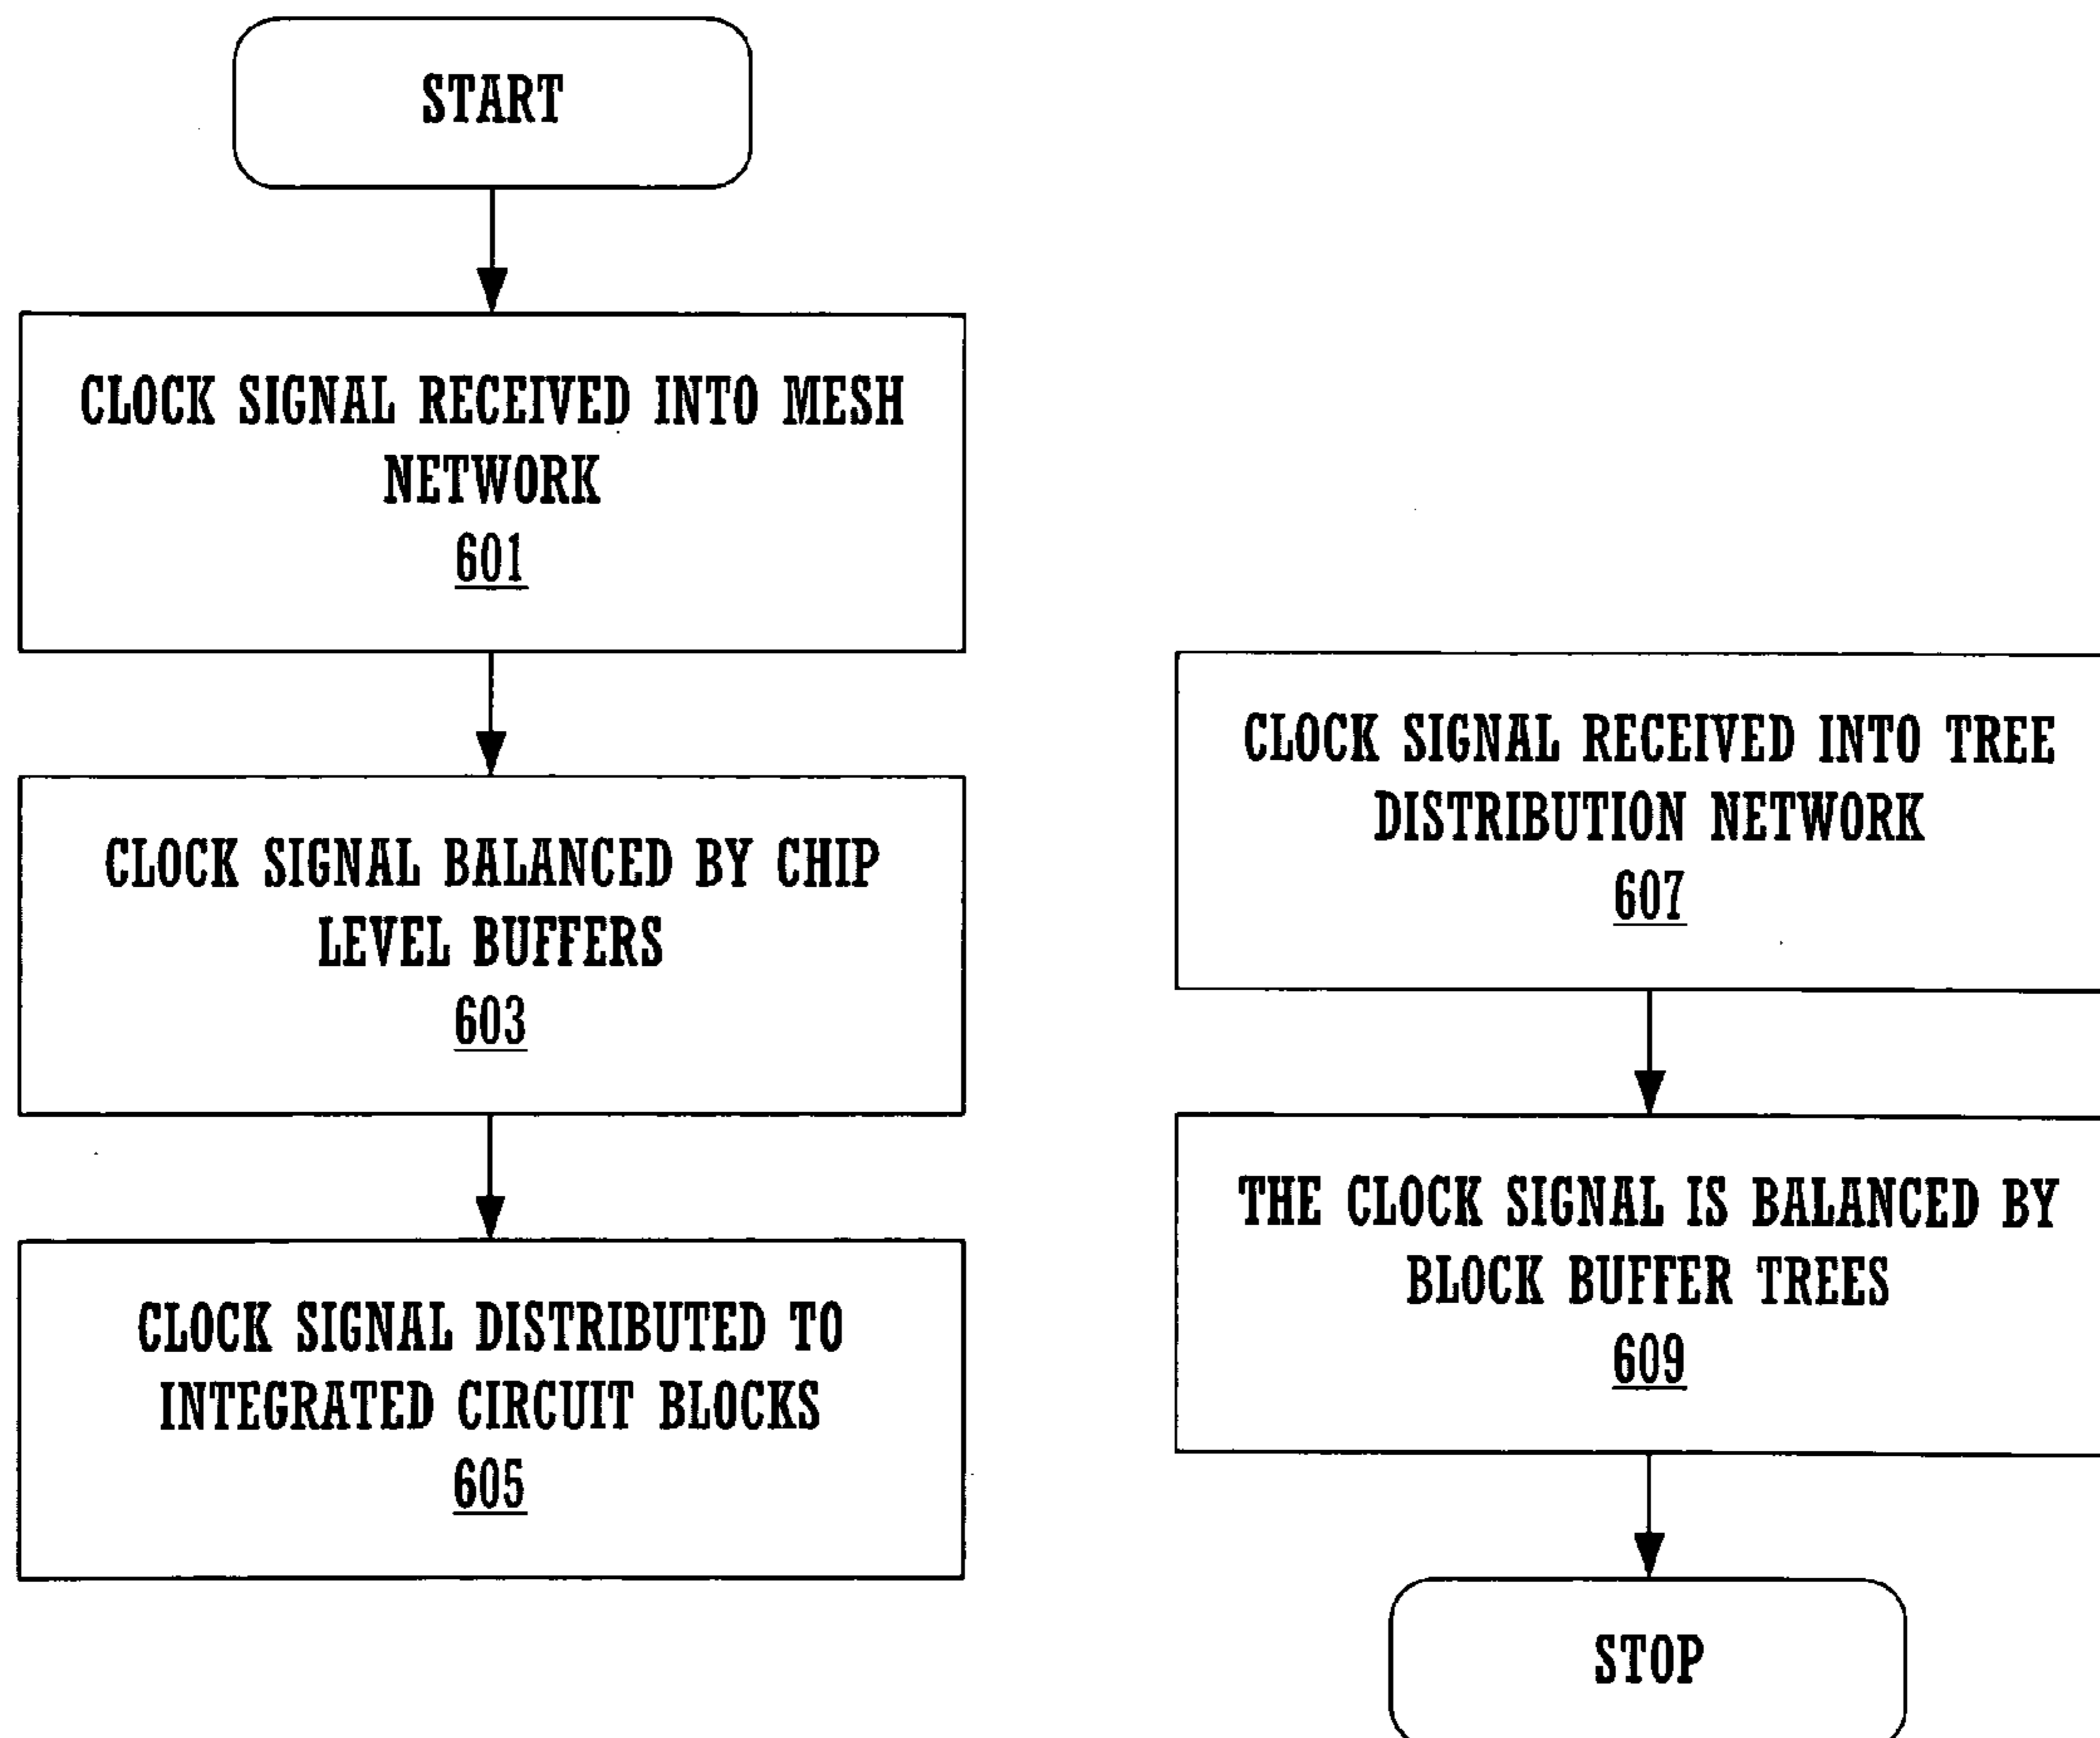 START
CLOCK SIGNAL RECEIVED INTO MESH
NETWORK
601
CLOCK SIGNAL BALANCED BY CHIP
LEVEL BUFFERS
603
CLOCK SIGNAL DISTRIBUTED TO
INTEGRATED CIRCUIT BLOCKS
605
CLOCK SIGNAL RECEIVED INTO TREE
DISTRIBUTION NETWORK
607
THE CLOCK SIGNAL IS BALANCED BY
BLOCK BUFFER TREES
609
STOP